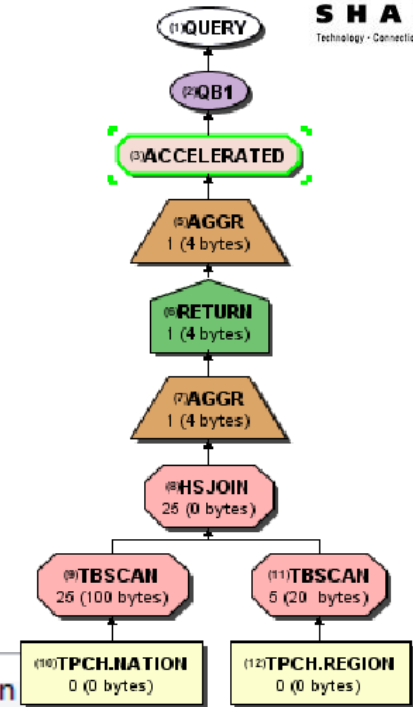 S H A
Technology · Connectio
(1)QUERY
(2)QB1
(3)ACCELERATED
(5)AGGR
1 (4 bytes)
(6)RETURN
1 (4 bytes)
(7)AGGR
1 (4 bytes)
(8)HSJOIN
25 (0 bytes)
(9)TBSCAN
25 (100 bytes)
(11)TBSCAN
5 (20 bytes)
(10)TPCH.NATION
0 (0 bytes)
(12)TPCH.REGION
0 (0 bytes)
n